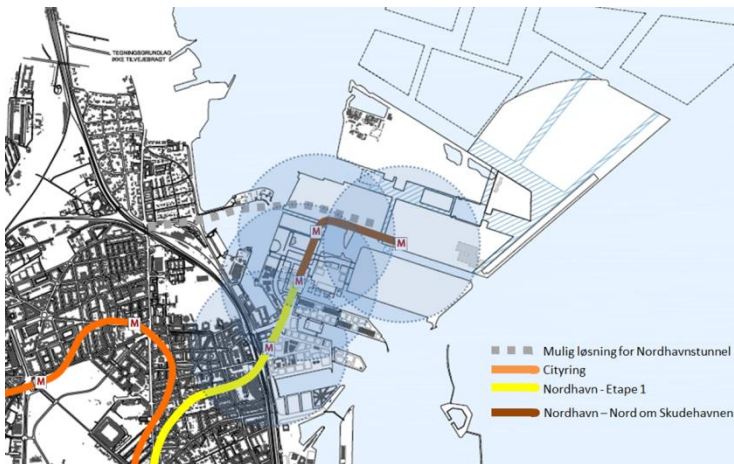 TEGNINGSGRUNDLAG
IKKE TILVEJEBRAGT
M
M
M
M
M
M
Mulig løsning for Nordhavnstunnel
Cityring
Nordhavn - Etape 1
Nordhavn – Nord om Skudehavnen